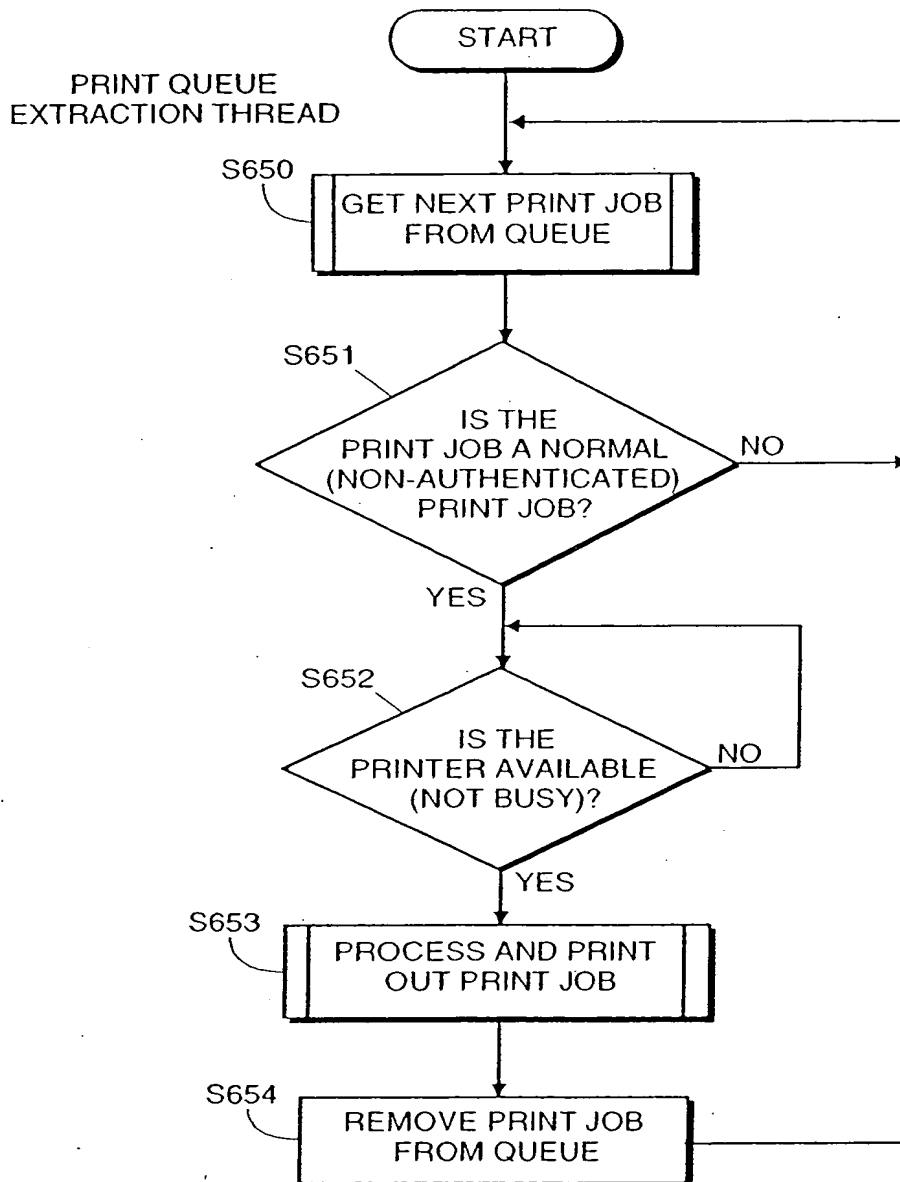 START
PRINT QUEUE
EXTRACTION THREAD
S650
GET NEXT PRINT JOB
FROM QUEUE
S651
IS THE
PRINT JOB A NORMAL
(NON-AUTHENTICATED)
PRINT JOB?
NO
YES
S652
IS THE
PRINTER AVAILABLE
(NOT BUSY)?
NO
YES
S653
PROCESS AND PRINT
OUT PRINT JOB
S654
REMOVE PRINT JOB
FROM QUEUE